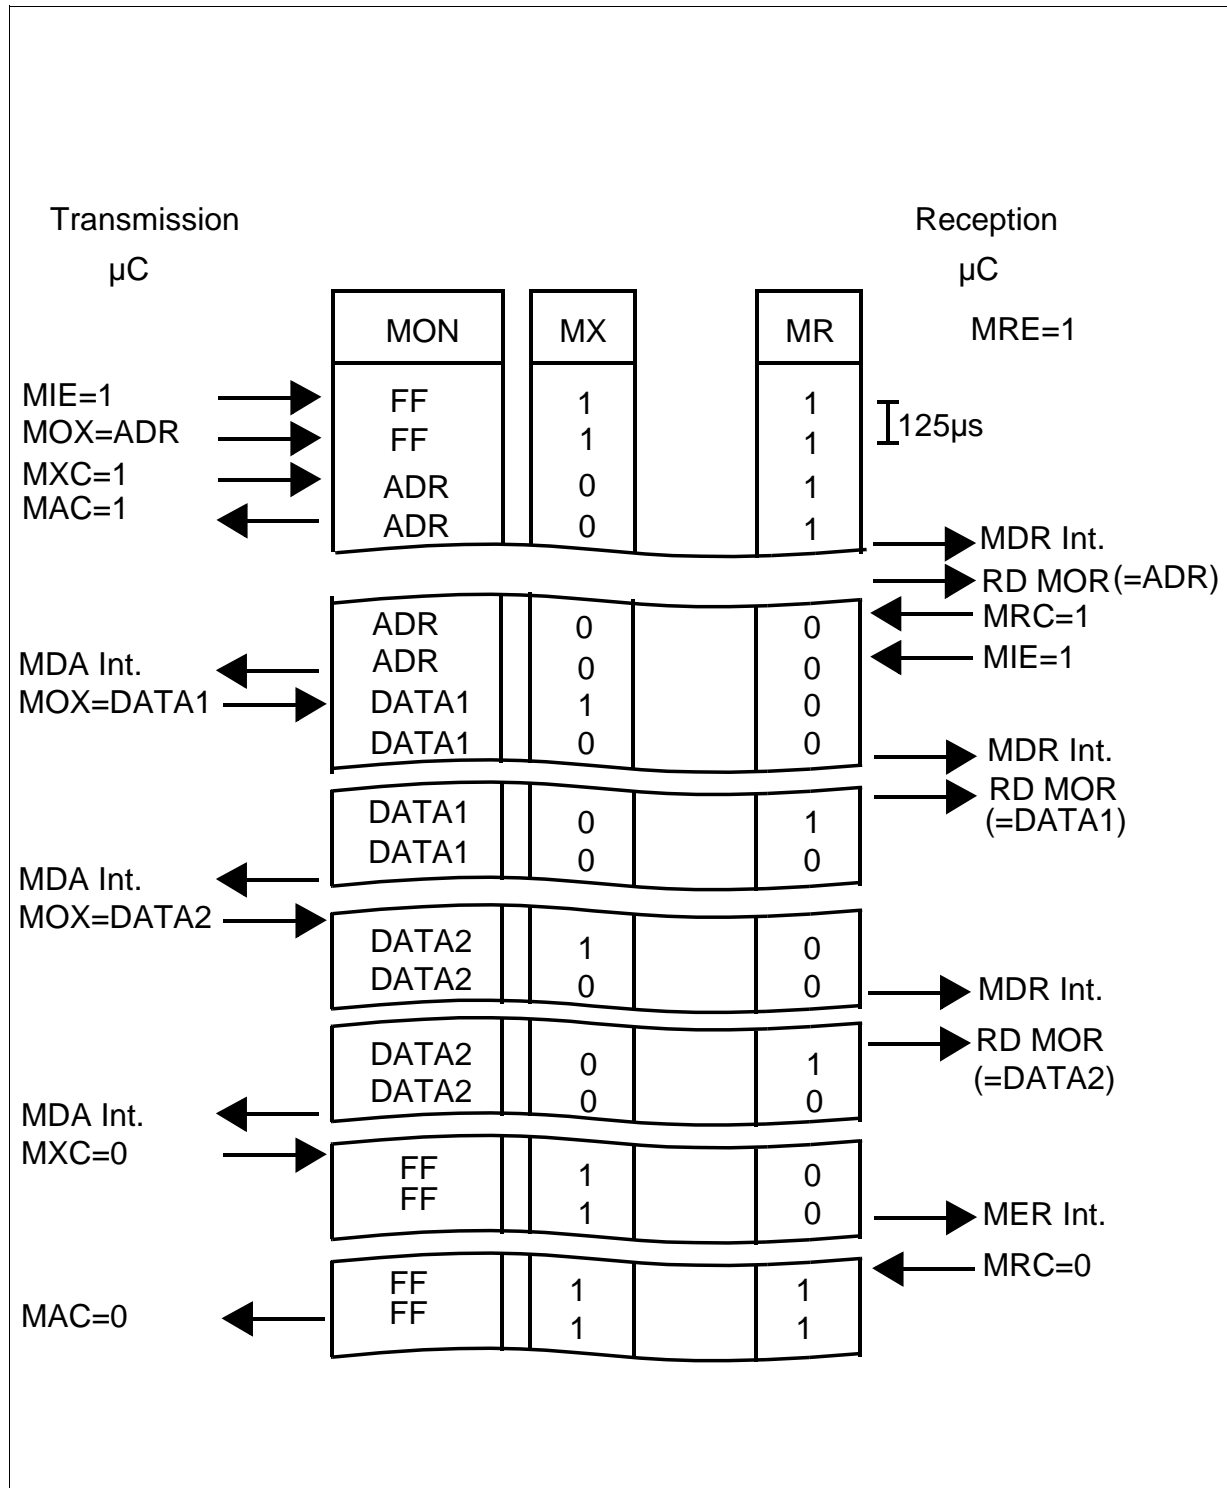 Transmission Reception
µC µC
MON MX MR MRE=1
MIE=1 FF 1 1
125µs
MOX=ADR FF 1 1
MXC=1 ADR 0 1
MAC=1 ADR 0 1
MDR Int.
RD MOR (=ADR)
ADR 0 0 MRC=1
MDA Int. ADR 0 0 MIE=1
MOX=DATA1 DATA1 1 0
DATA1 0 0 MDR Int.
RD MOR
DATA1 0 1 (=DATA1)
DATA1 0 0
MDA Int.
MOX=DATA2
DATA2 1 0
DATA2 0 0 MDR Int.
RD MOR
DATA2 0 1 (=DATA2)
DATA2 0 0
MDA Int.
MXC=0
FF 1 0
FF 1 0 MER Int.
MRC=0
FF 1 1
MAC=0 FF 1 1